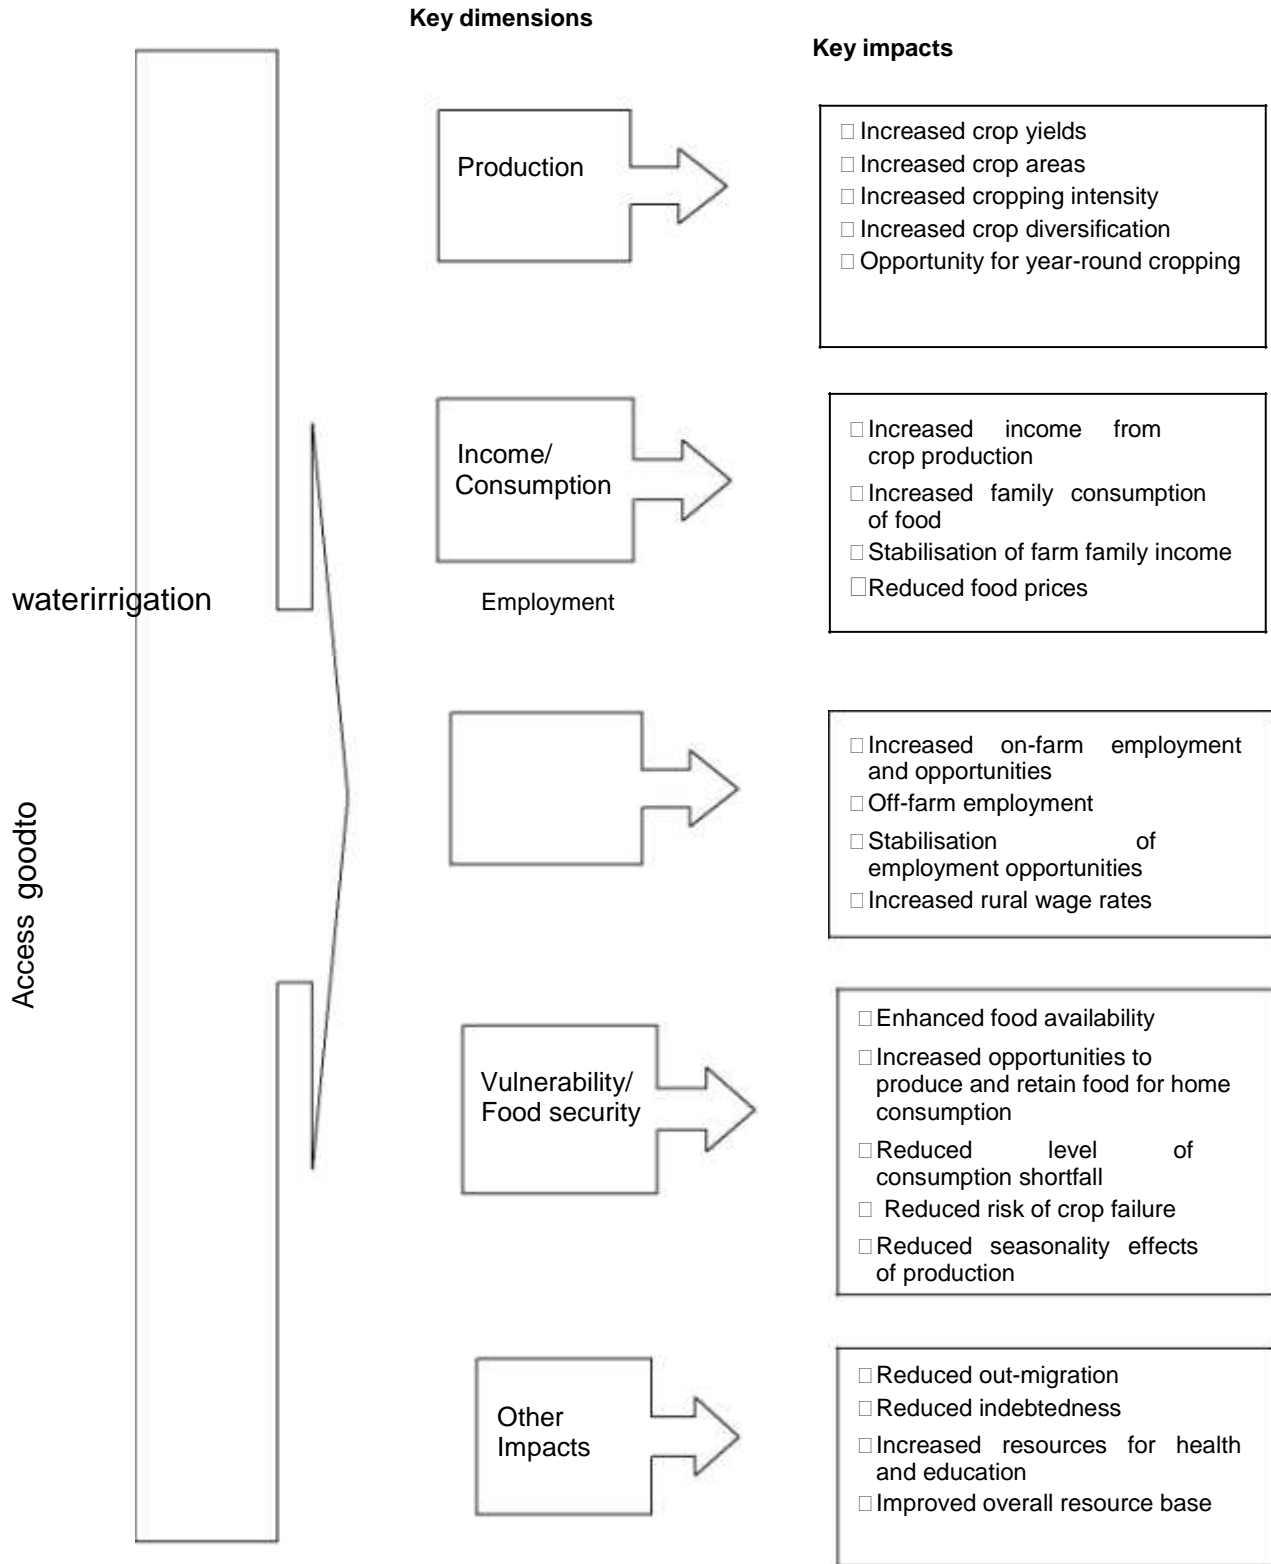 Key dimensions
Key impacts
Production
□ Increased crop yields
□ Increased crop areas
□ Increased cropping intensity
□ Increased crop diversification
□ Opportunity for year-round cropping
Income/
Consumption
□ Increased income from
crop production
□ Increased family consumption
of food
□ Stabilisation of farm family income
□ Reduced food prices
waterirrigation
Employment
□ Increased on-farm employment
and opportunities
□ Off-farm employment
□ Stabilisation of
employment opportunities
□ Increased rural wage rates
Access goodto
Vulnerability/
Food security
□ Enhanced food availability
□ Increased opportunities to
produce and retain food for home
consumption
□ Reduced level of
consumption shortfall
□ Reduced risk of crop failure
□ Reduced seasonality effects
of production
Other
Impacts
□ Reduced out-migration
□ Reduced indebtedness
□ Increased resources for health
and education
□ Improved overall resource base